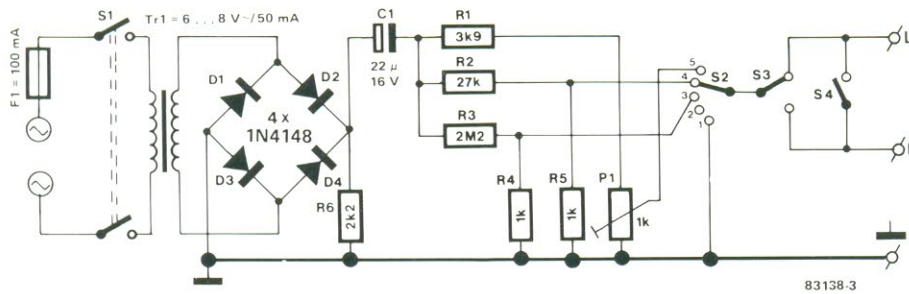 S1
Tr1 = 6 ... 8 V~/50 mA
F1 = 100 mA
D1
D2
4 x
1N4148
D3
D4
R6
2k2
C1
22 µ
16 V
R1
3k9
R2
27k
R3
2M2
R4
1k
R5
1k
P1
1k
5
4
3
2
1
S2
S3
S4
L
83138-3